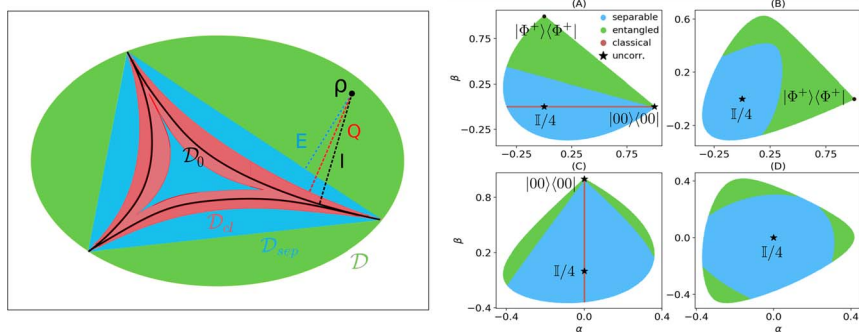 ρ
E
Q
I
𝒟₀
𝒟_cl
𝒟_sep
𝒟
(A)
|Φ⁺⟩⟨Φ⁺|
separable
entangled
classical
uncorr.
β
0.75
0.25
−0.25
𝕀/4
|00⟩⟨00|
−0.25
0.25
0.75
(B)
0.6
0.2
−0.2
|Φ⁺⟩⟨Φ⁺|
𝕀/4
−0.25
0.25
0.75
(C)
|00⟩⟨00|
β
0.8
0.2
−0.4
𝕀/4
−0.4
0.0
0.4
α
(D)
0.4
0.0
−0.4
𝕀/4
−0.4
0.0
0.4
α